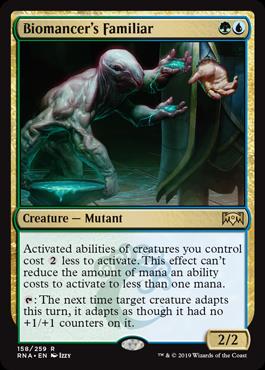 Biomancer's Familiar
Creature — Mutant
RNA
Activated abilities of creatures you control
cost 2 less to activate. This effect can't
reduce the amount of mana an ability
costs to activate to less than one mana.
: The next time target creature adapts
this turn, it adapts as though it had no
+1/+1 counters on it.
2/2
158/259 R
RNA • EN Izzy
™ & © 2019 Wizards of the Coast